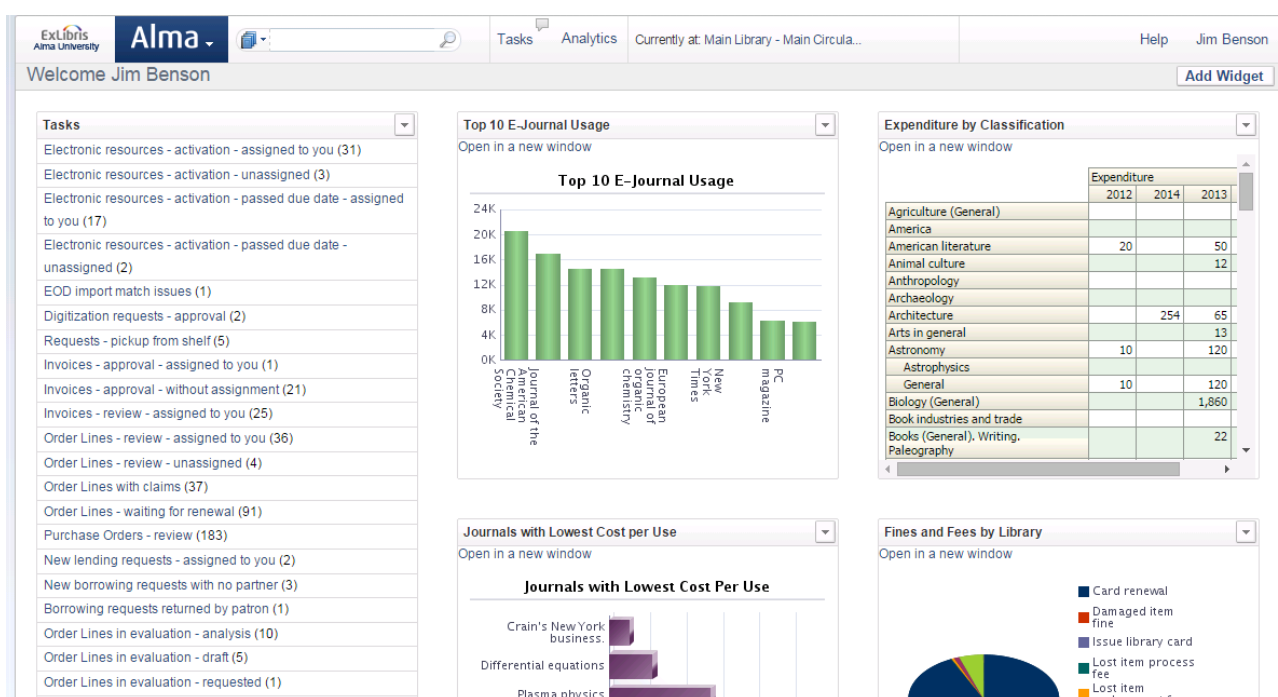 ExLibris
Alma University
Alma
Tasks
Analytics
Currently at: Main Library - Main Circula...
Help
Jim Benson
Welcome Jim Benson
Add Widget
Tasks
Electronic resources - activation - assigned to you (31)
Electronic resources - activation - unassigned (3)
Electronic resources - activation - passed due date - assigned
to you (17)
Electronic resources - activation - passed due date -
unassigned (2)
EOD import match issues (1)
Digitization requests - approval (2)
Requests - pickup from shelf (5)
Invoices - approval - assigned to you (1)
Invoices - approval - without assignment (21)
Invoices - review - assigned to you (25)
Order Lines - review - assigned to you (36)
Order Lines - review - unassigned (4)
Order Lines with claims (37)
Order Lines - waiting for renewal (91)
Purchase Orders - review (183)
New lending requests - assigned to you (2)
New borrowing requests with no partner (3)
Borrowing requests returned by patron (1)
Order Lines in evaluation - analysis (10)
Order Lines in evaluation - draft (5)
Order Lines in evaluation - requested (1)
Top 10 E-Journal Usage
Open in a new window
Top 10 E-Journal Usage
24K
20K
16K
12K
8K
4K
0K
Journal of the
American
Chemical
Society
Organic
letters
European
journal of
organic
chemistry
New
York
Times
PC
magazine
Expenditure by Classification
Open in a new window
Expenditure
2012 2014 2013
Agriculture (General)
America
American literature 20 50
Animal culture 12
Anthropology
Archaeology
Architecture 254 65
Arts in general 13
Astronomy 10 120
Astrophysics
General 10 120
Biology (General) 1,860
Book industries and trade
Books (General). Writing. 22
Paleography
Journals with Lowest Cost per Use
Open in a new window
Journals with Lowest Cost Per Use
Crain's New York
business.
Differential equations
Plasma physics
Fines and Fees by Library
Open in a new window
Card renewal
Damaged item
fine
Issue library card
Lost item process
fee
Lost item